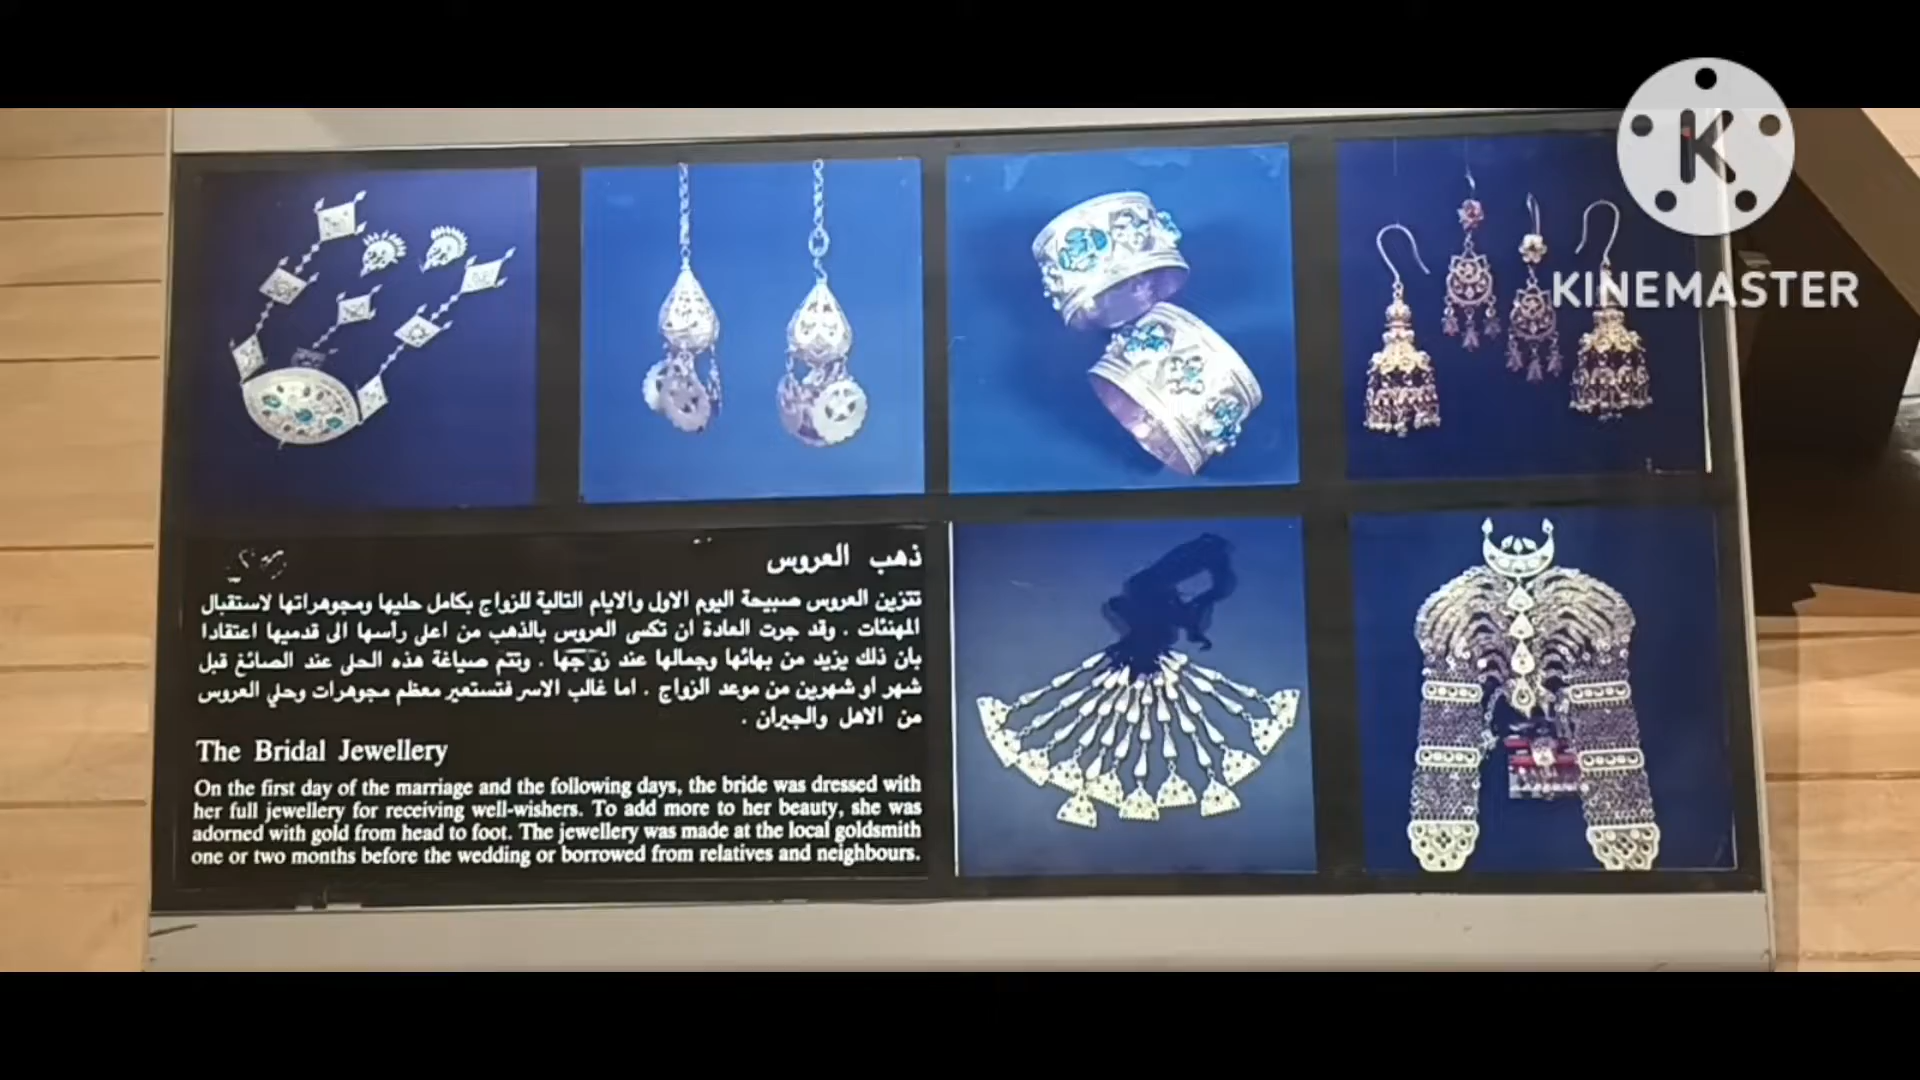 KINEMASTER
ذهب العروس
تتزين العروس صبيحة اليوم الاول والايام التالية للزواج بكامل حليها ومجوهراتها لاستقبال
المهنئات . وقد جرت العادة ان تكسى العروس بالذهب من اعلى رأسها الى قدميها اعتقادا
بان ذلك يزيد من بهائها وجمالها عند زوجها . وتتم صياغة هذه الحلى عند الصائغ قبل
شهر او شهرين من موعد الزواج . اما غالب الاسر فتستعير معظم مجوهرات وحلي العروس
من الاهل والجيران .
The Bridal Jewellery
On the first day of the marriage and the following days, the bride was dressed with
her full jewellery for receiving well-wishers. To add more to her beauty, she was
adorned with gold from head to foot. The jewellery was made at the local goldsmith
one or two months before the wedding or borrowed from relatives and neighbours.